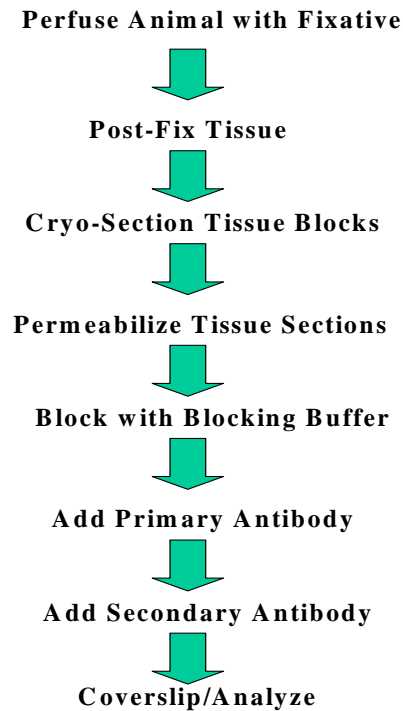 Perfuse Animal with Fixative
Post-Fix Tissue
Cryo-Section Tissue Blocks
Permeabilize Tissue Sections
Block with Blocking Buffer
Add Primary Antibody
Add Secondary Antibody
Coverslip/Analyze